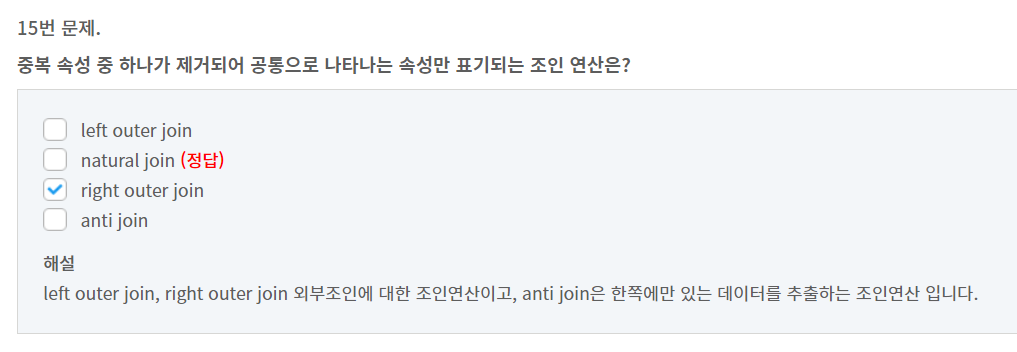 15번 문제.
중복 속성 중 하나가 제거되어 공통으로 나타나는 속성만 표기되는 조인 연산은?
left outer join
natural join (정답)
right outer join
anti join
해설
left outer join, right outer join 외부조인에 대한 조인연산이고, anti join은 한쪽에만 있는 데이터를 추출하는 조인연산 입니다.